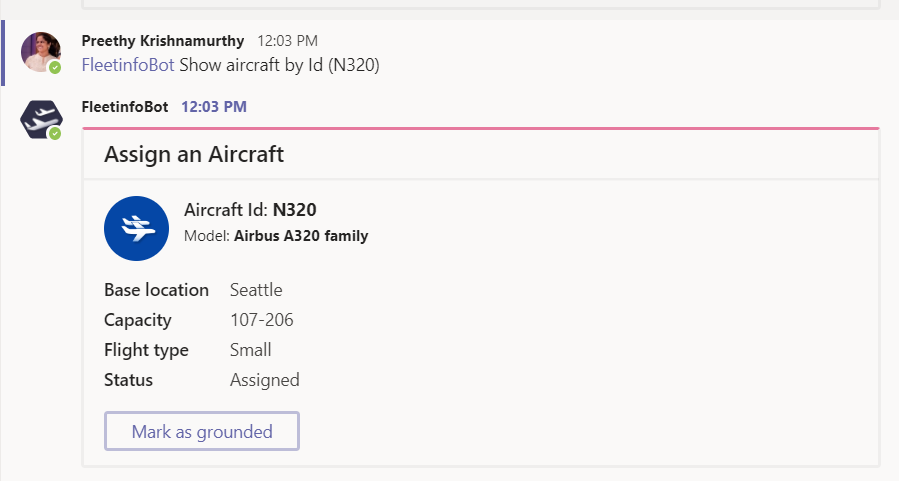 Preethy Krishnamurthy 12:03 PM
FleetinfoBot Show aircraft by Id (N320)
FleetinfoBot 12:03 PM
Assign an Aircraft
Aircraft Id: N320
Model: Airbus A320 family
Base location Seattle
Capacity 107-206
Flight type Small
Status Assigned
Mark as grounded